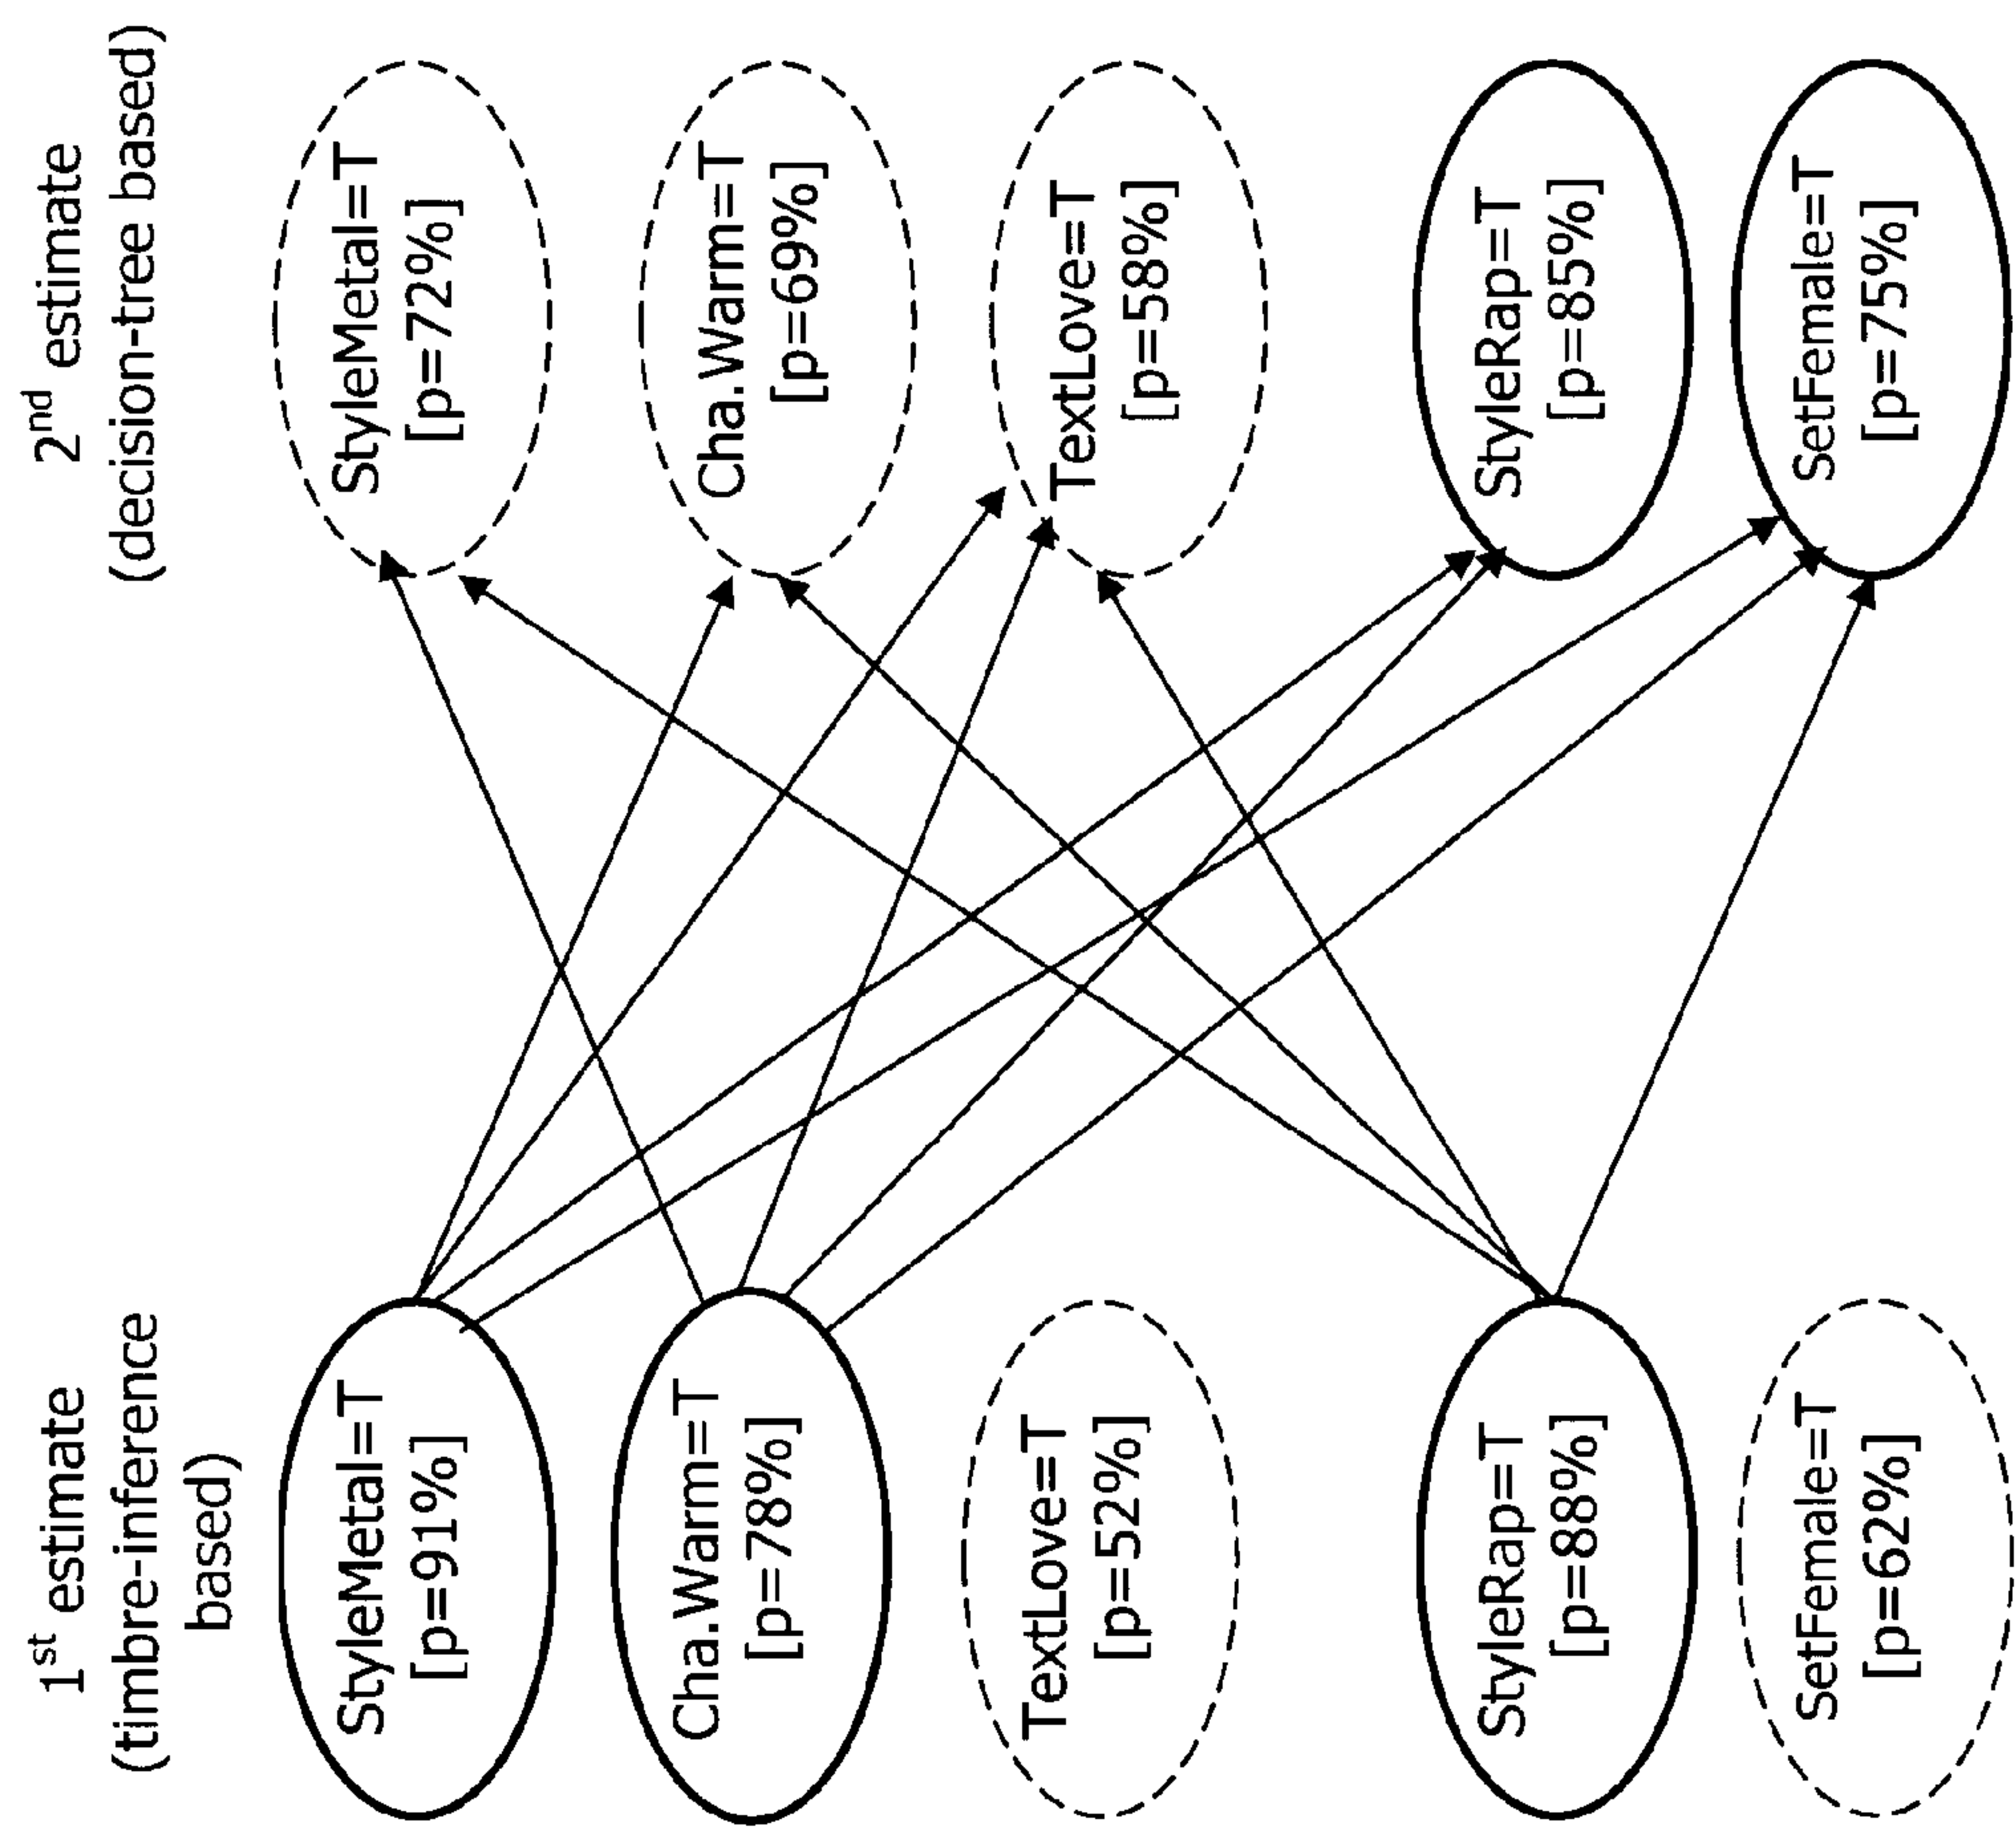 1st estimate
(timbre-inference
based)
StyleMetal=T
[p=91%]
Cha.Warm=T
[p=78%]
TextLove=T
[p=52%]
StyleRap=T
[p=88%]
SetFemale=T
[p=62%]
2nd estimate
(decision-tree based)
StyleMetal=T
[p=72%]
Cha.Warm=T
[p=69%]
TextLove=T
[p=58%]
StyleRap=T
[p=85%]
SetFemale=T
[p=75%]